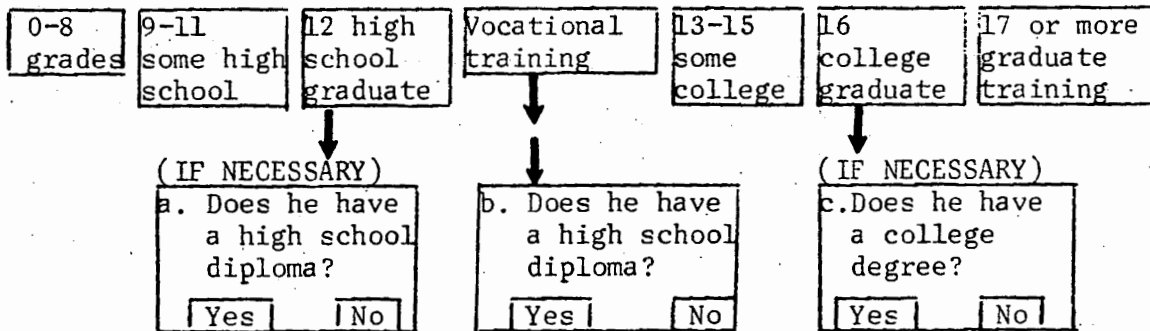 0-8 grades
9-11 some high school
12 high school graduate
Vocational training
13-15 some college
16 college graduate
17 or more graduate training
(IF NECESSARY)
a. Does he have a high school diploma?
Yes No
b. Does he have a high school diploma?
Yes No
(IF NECESSARY)
c.Does he have a college degree?
Yes No